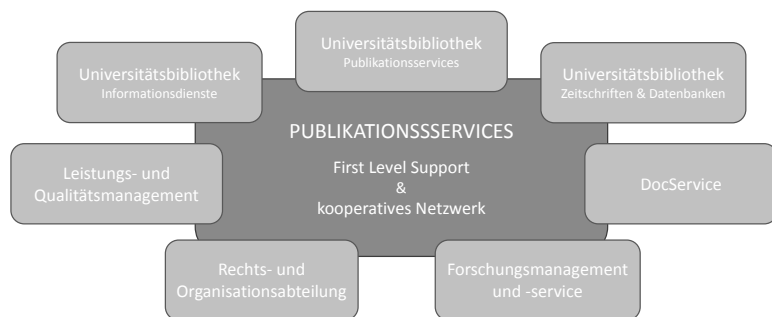 Universitätsbibliothek
Publikationsservices
Universitätsbibliothek
Informationsdienste
Universitätsbibliothek
Zeitschriften & Datenbanken
PUBLIKATIONSSSERVICES
First Level Support
&
kooperatives Netzwerk
Leistungs- und
Qualitätsmanagement
DocService
Rechts- und
Organisationsabteilung
Forschungsmanagement
und -service